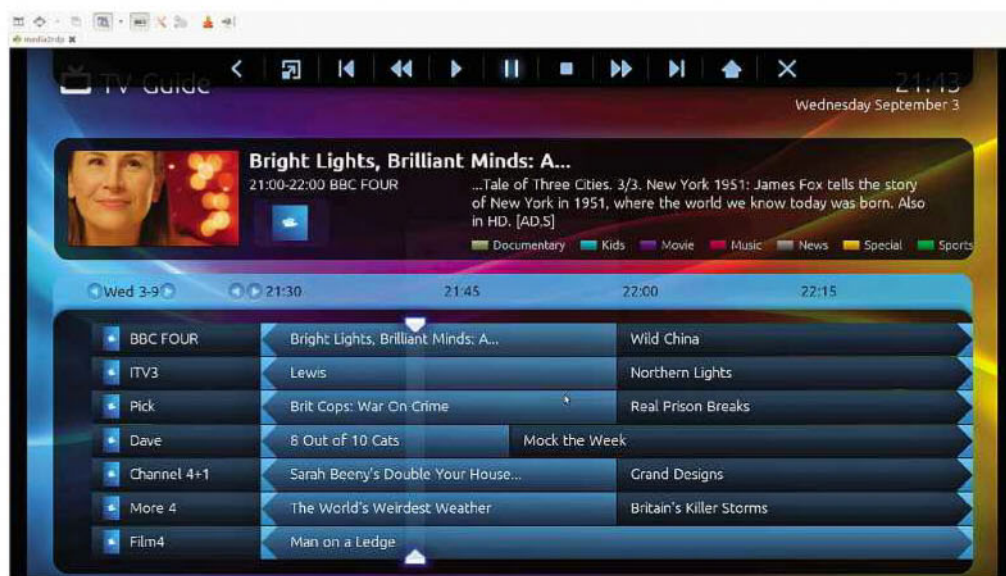 media2rdp
TV Guide
21:43
Wednesday September 3
Bright Lights, Brilliant Minds: A...
21:00-22:00 BBC FOUR
...Tale of Three Cities. 3/3. New York 1951: James Fox tells the story
of New York in 1951, where the world we know today was born. Also
in HD. [AD,S]
Documentary Kids Movie Music News Special Sports
Wed 3-9 21:30 21:45 22:00 22:15
BBC FOUR Bright Lights, Brilliant Minds: A... Wild China
ITV3 Lewis Northern Lights
Pick Brit Cops: War On Crime Real Prison Breaks
Dave 8 Out of 10 Cats Mock the Week
Channel 4+1 Sarah Beeny's Double Your House... Grand Designs
More 4 The World's Weirdest Weather Britain's Killer Storms
Film4 Man on a Ledge